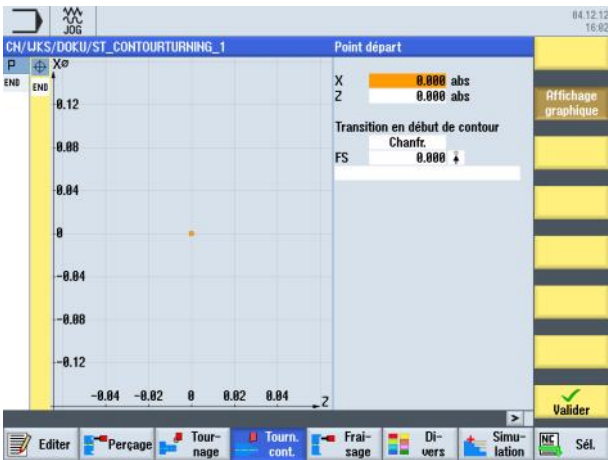 JOG
04.12.12
16:02
CN/WKS/DOKU/ST_CONTOURTURNING_1
Point départ
P
END
END
XØ
0.12
0.08
0.04
0
-0.04
-0.08
-0.12
-0.04 -0.02 0 0.02 0.04
Z
X 0.000 abs
Z 0.000 abs
Transition en début de contour
Chanfr.
FS 0.000
Affichage
graphique
Valider
>
Editer
Perçage
Tour-
nage
Tourn.
cont.
Frai-
sage
Di-
vers
Simu-
lation
NC
Sél.